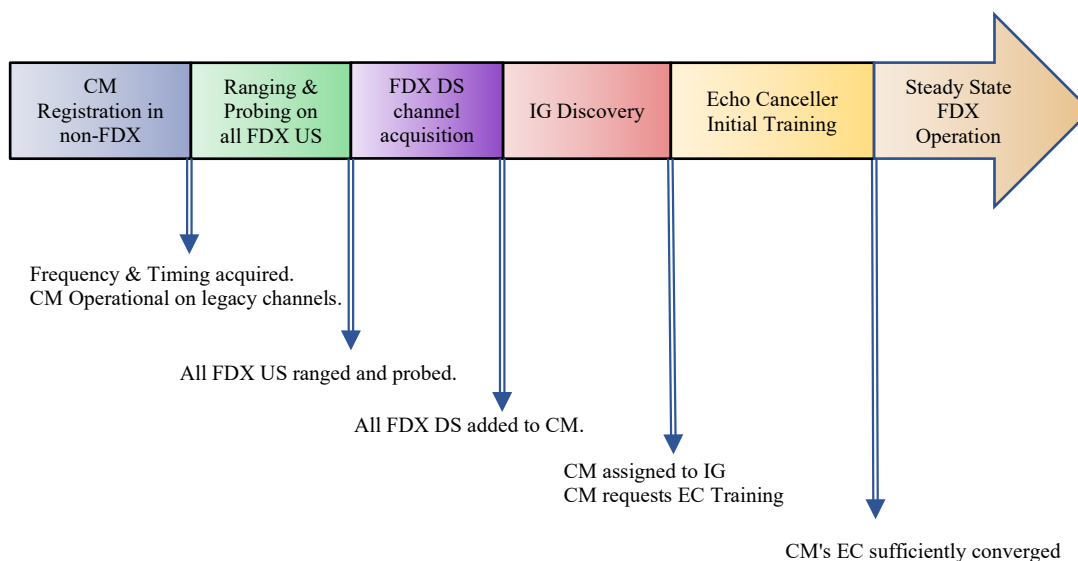 CM
Registration in
non-FDX
Ranging &
Probing on
all FDX US
FDX DS
channel
acquisition
IG Discovery
Echo Canceller
Initial Training
Steady State
FDX
Operation
Frequency & Timing acquired.
CM Operational on legacy channels.
All FDX US ranged and probed.
All FDX DS added to CM.
CM assigned to IG
CM requests EC Training
CM's EC sufficiently converged